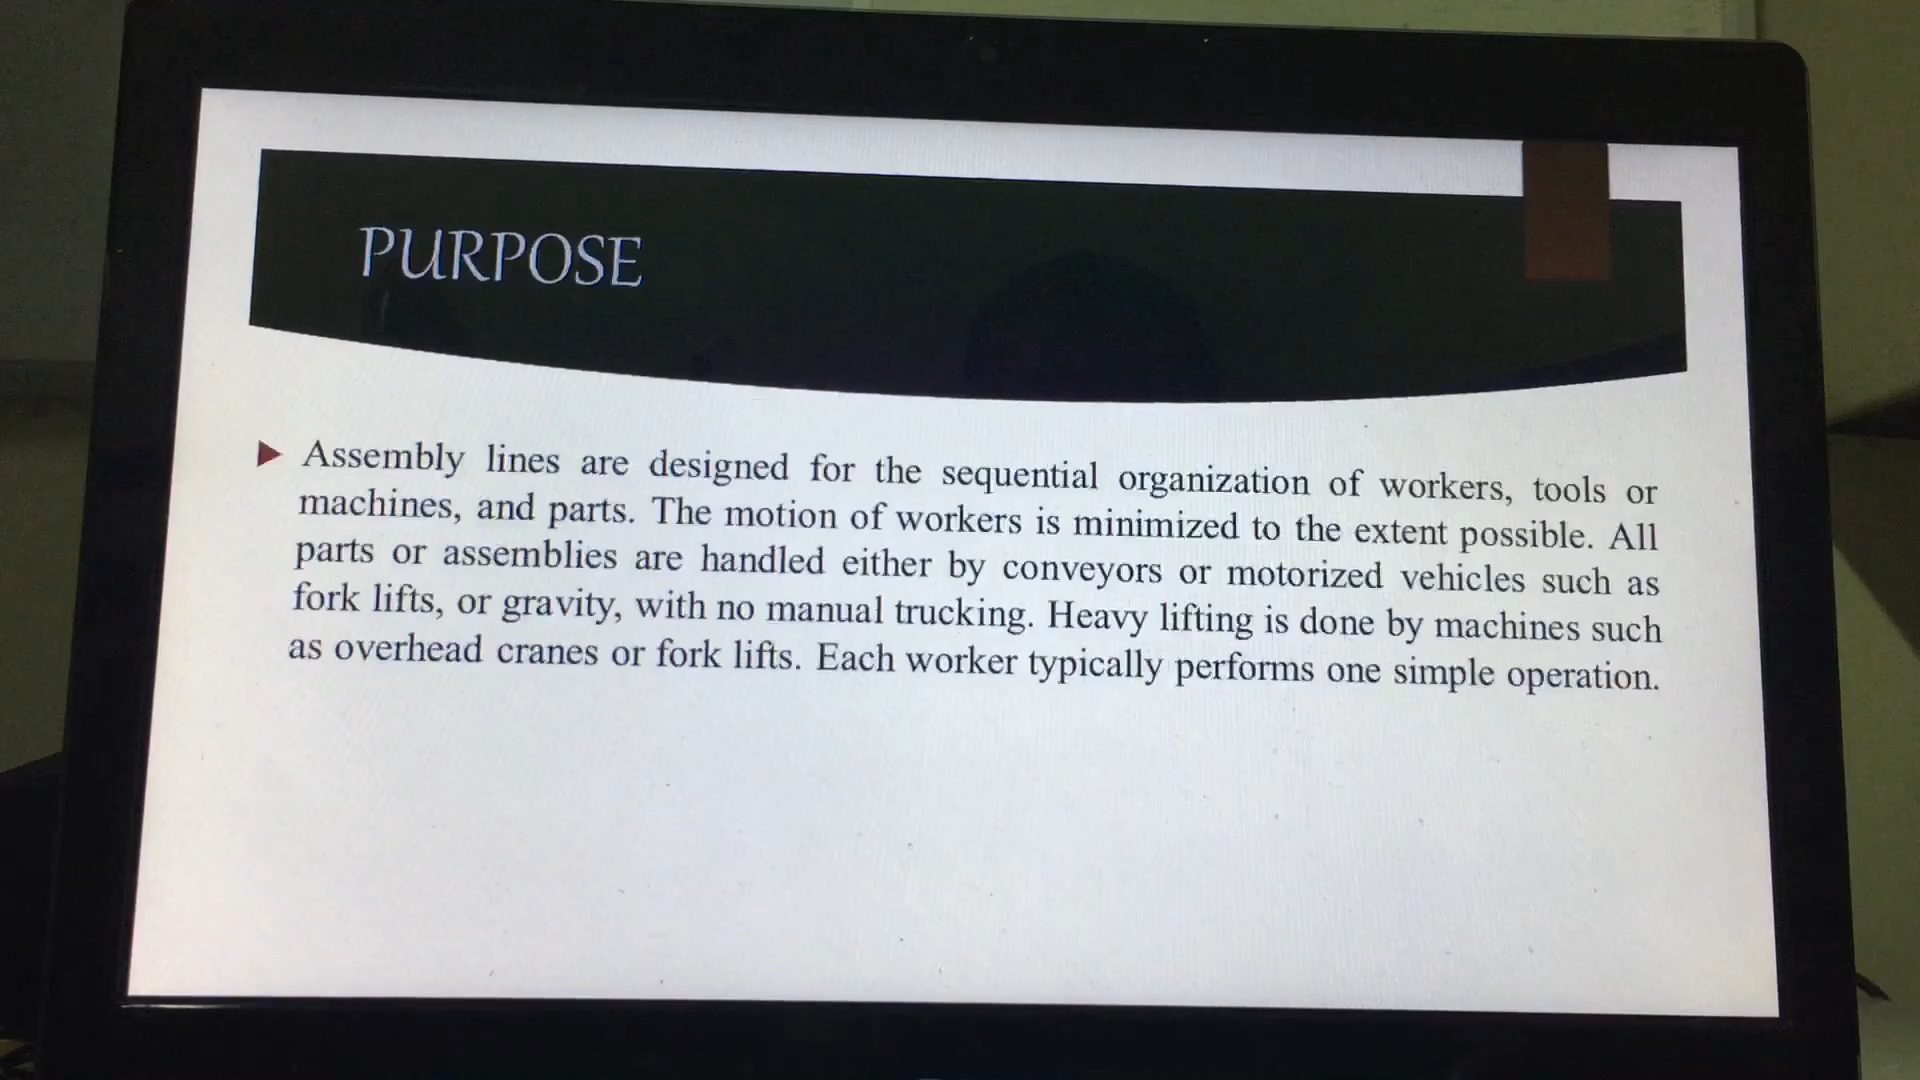 PURPOSE
Assembly lines are designed for the sequential organization of workers, tools or
machines, and parts. The motion of workers is minimized to the extent possible. All
parts or assemblies are handled either by conveyors or motorized vehicles such as
fork lifts, or gravity, with no manual trucking. Heavy lifting is done by machines such
as overhead cranes or fork lifts. Each worker typically performs one simple operation.